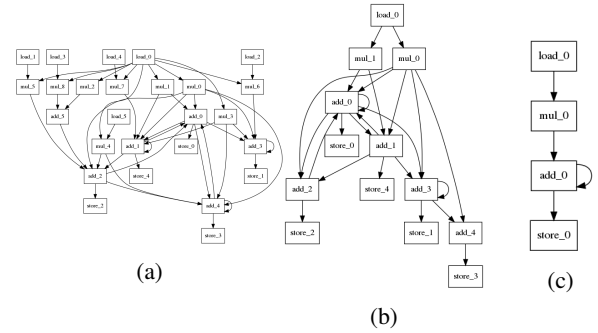 load_1
load_3
load_4
load_0
load_2
mul_5
mul_8
mul_2
mul_7
mul_1
mul_0
mul_6
add_5
load_5
add_0
mul_3
mul_4
add_1
store_0
add_3
add_2
store_4
store_1
store_2
add_4
store_3
(a)
load_0
mul_1
mul_0
add_0
store_0
add_1
add_2
store_4
add_3
store_2
store_1
add_4
store_3
(b)
load_0
mul_0
add_0
store_0
(c)